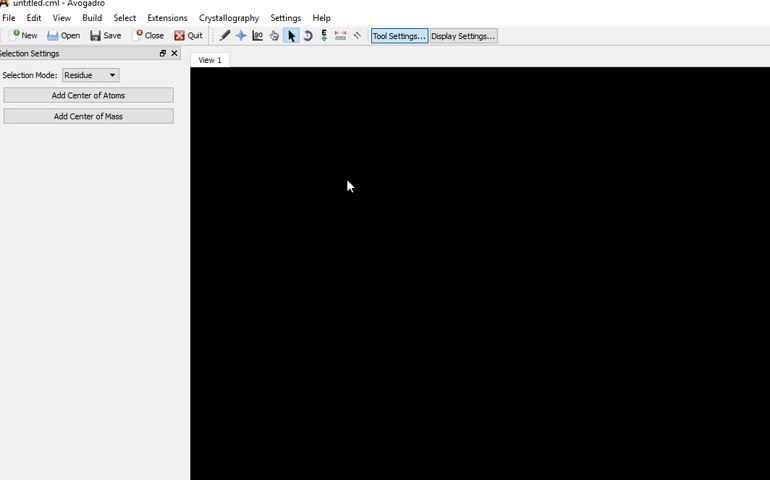 untitled.cml - Avogadro
File Edit View Build Select Extensions Crystallography Settings Help
New Open Save Close Quit E Tool Settings... Display Settings...
Selection Settings
View 1
Selection Mode: Residue
Add Center of Atoms
Add Center of Mass